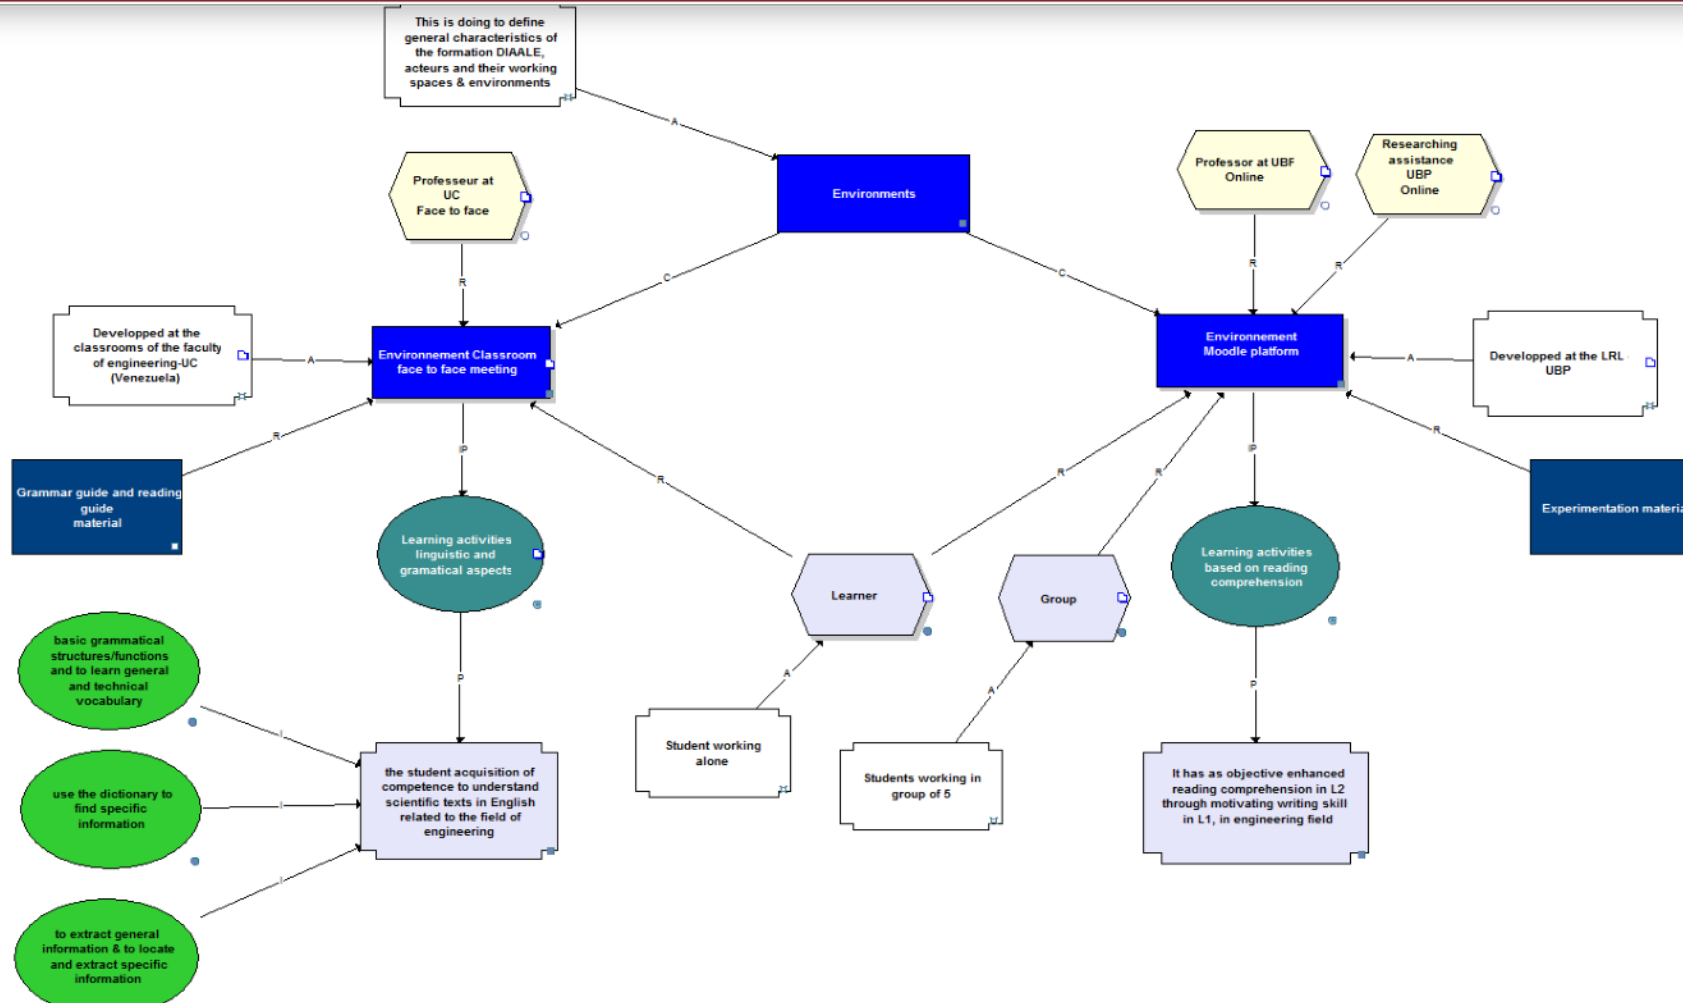 This is doing to define
general characteristics of
the formation DIAALE,
acteurs and their working
spaces & environments
A
Environments
Professeur at
UC
Face to face
Professor at UBF
Online
Researching
assistance
UBP
Online
R
C
C
R
R
Developped at the
classrooms of the faculty
of engineering-UC
(Venezuela)
A
Environnement Classroom
face to face meeting
Environnement
Moodle platform
A
Developped at the LRL
UBP
R
IP
R
R
R
IP
R
Grammar guide and reading
guide
material
Experimentation materia
Learning activities
linguistic and
gramatical aspects
Learning activities
based on reading
comprehension
Learner
Group
basic grammatical
structures/functions
and to learn general
and technical
vocabulary
P
A
A
P
I
Student working
alone
Students working in
group of 5
the student acquisition of
competence to understand
scientific texts in English
related to the field of
engineering
It has as objective enhanced
reading comprehension in L2
through motivating writing skill
in L1, in engineering field
use the dictionary to
find specific
information
I
I
to extract general
information & to locate
and extract specific
information